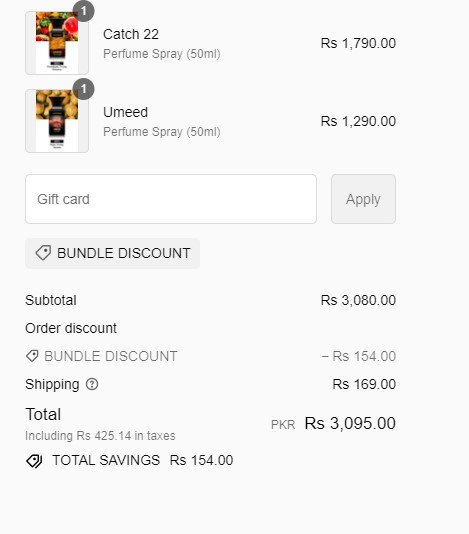 1
Catch 22
Perfume Spray (50ml)
Rs 1,790.00
1
Umeed
Perfume Spray (50ml)
Rs 1,290.00
Gift card
Apply
BUNDLE DISCOUNT
Subtotal Rs 3,080.00
Order discount
BUNDLE DISCOUNT − Rs 154.00
Shipping ? Rs 169.00
Total PKR Rs 3,095.00
Including Rs 425.14 in taxes
TOTAL SAVINGS Rs 154.00